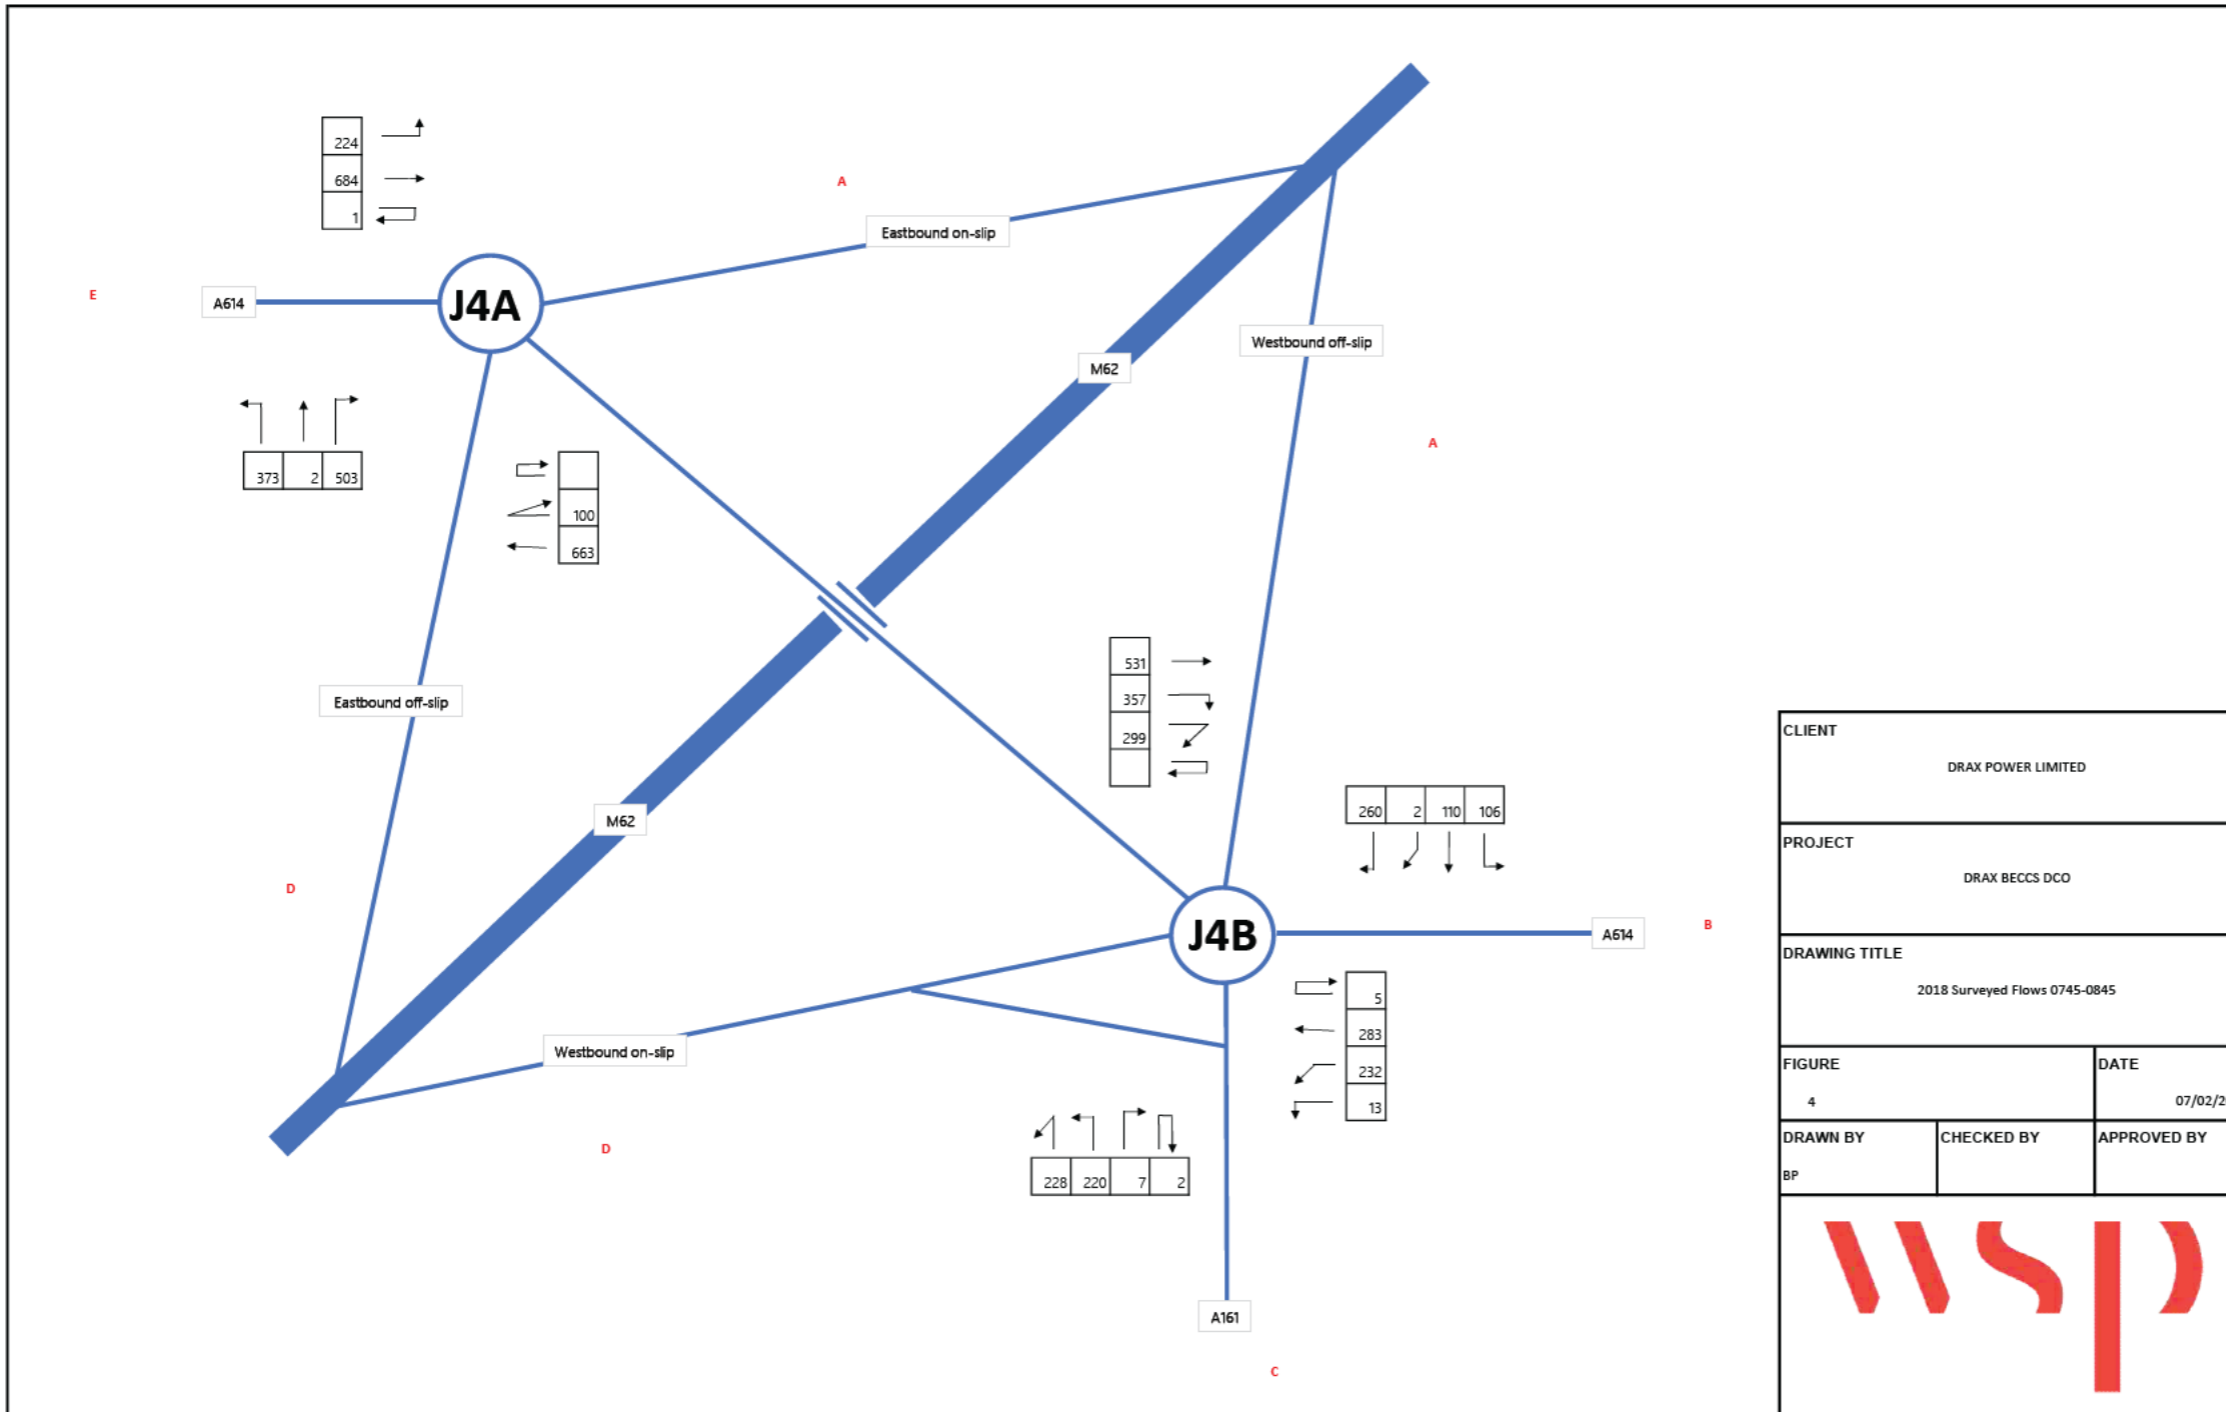 224
684
1
A
Eastbound on-slip
E
A614
J4A
Westbound off-slip
M62
A
373 2 503
100
663
531
357
299
Eastbound off-slip
M62
260 2 110 106
D
J4B
A614
B
5
283
232
13
Westbound on-slip
D
228 220 7 2
A161
C
CLIENT
DRAX POWER LIMITED
PROJECT
DRAX BECCS DCO
DRAWING TITLE
2018 Surveyed Flows 0745-0845
FIGURE DATE
4 07/02/2
DRAWN BY CHECKED BY APPROVED BY
BP
wsp